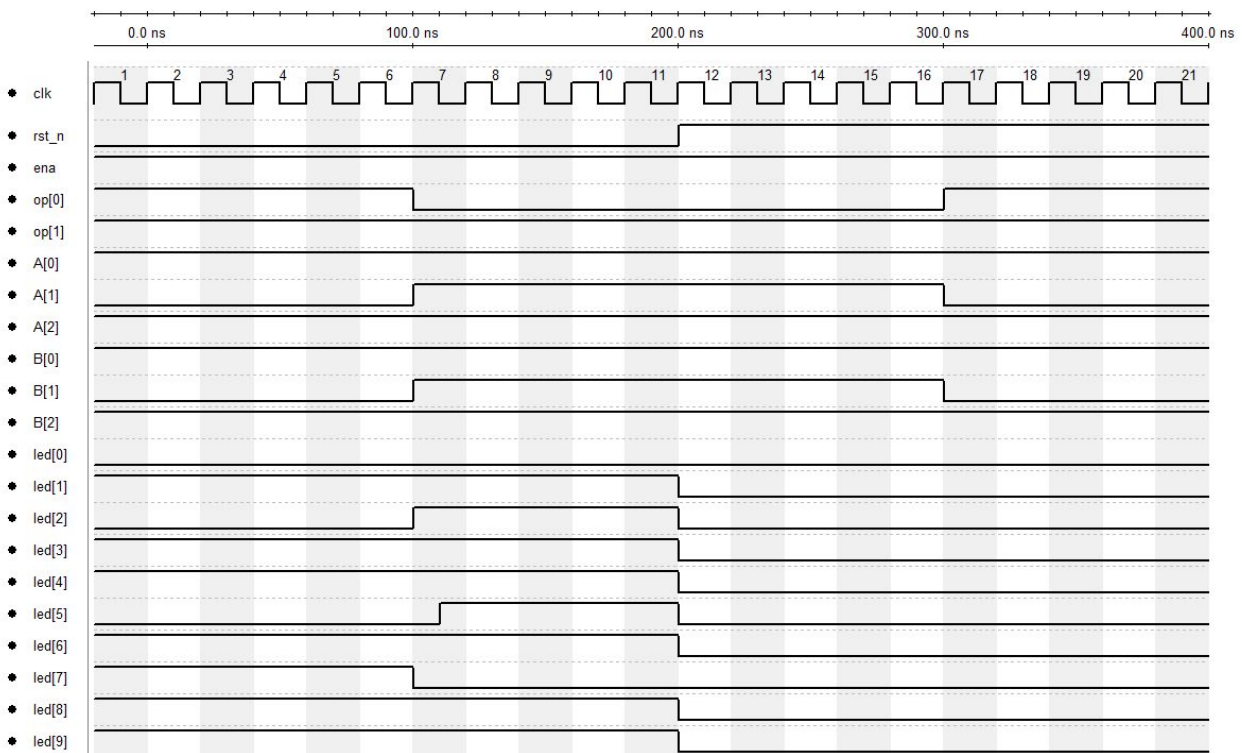 0.0 ns 100.0 ns 200.0 ns 300.0 ns 400.0 ns
1 2 3 4 5 6 7 8 9 10 11 12 13 14 15 16 17 18 19 20 21
clk
rst_n
ena
op[0]
op[1]
A[0]
A[1]
A[2]
B[0]
B[1]
B[2]
led[0]
led[1]
led[2]
led[3]
led[4]
led[5]
led[6]
led[7]
led[8]
led[9]